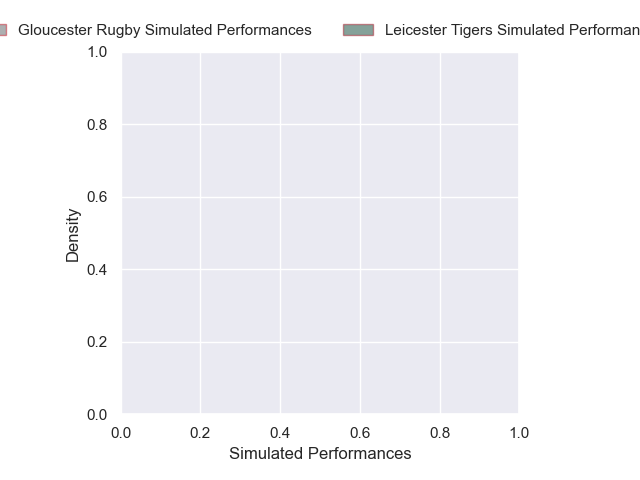 Gloucester Rugby Simulated Performances Leicester Tigers Simulated Performan
1.0
0.8
0.6
0.4
0.2
0.0
Density
0.0 0.2 0.4 0.6 0.8 1.0
Simulated Performances